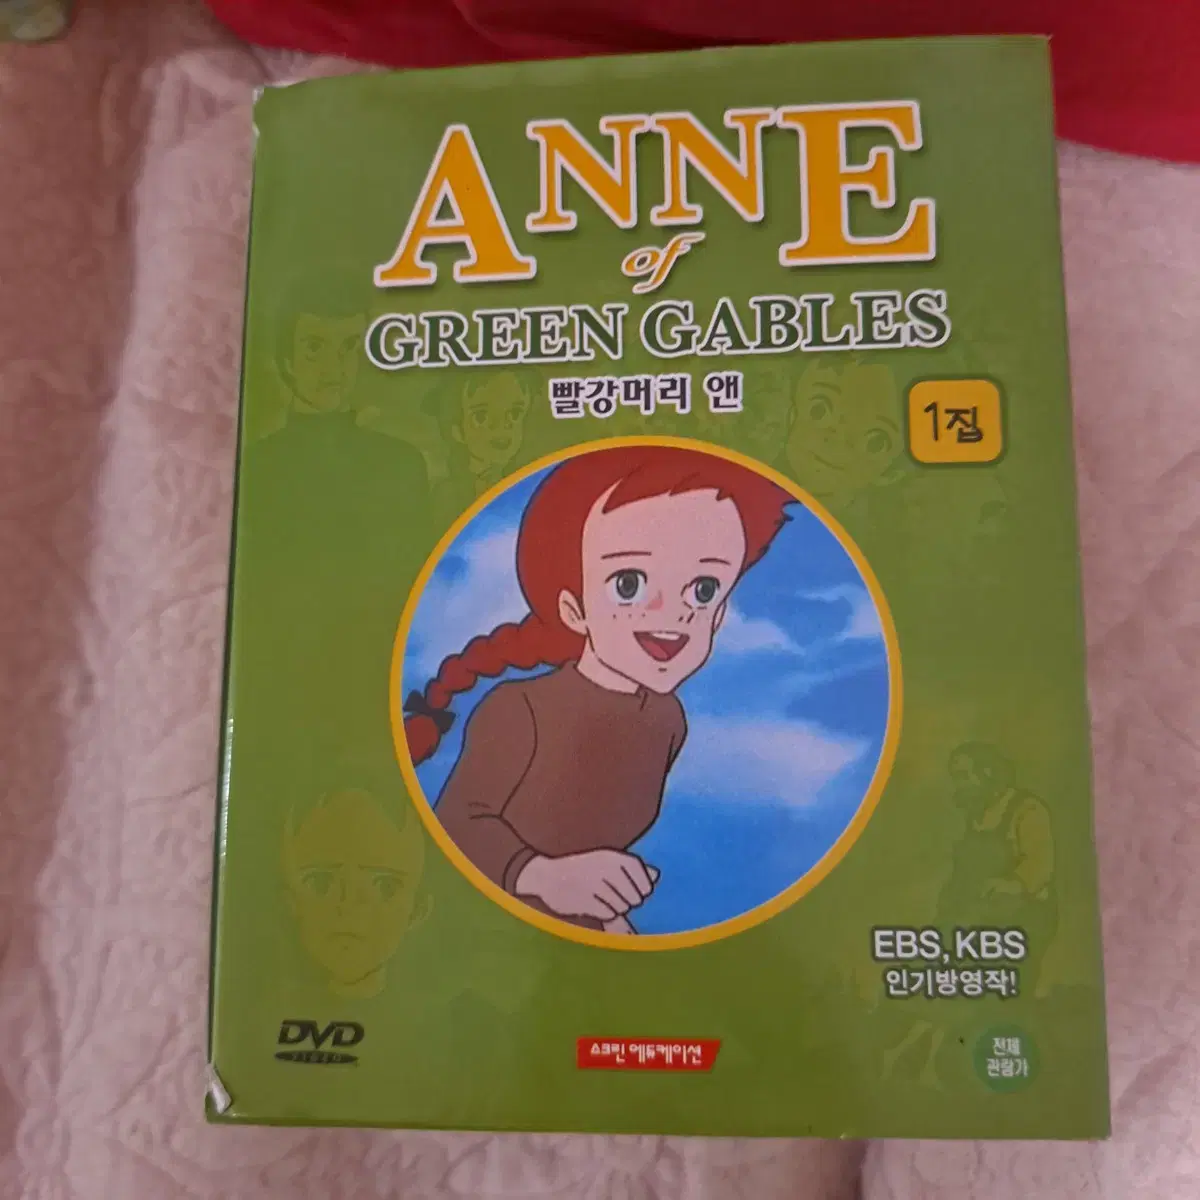 ANNE
of
GREEN GABLES
빨강머리 앤
1집
EBS, KBS
인기방영작!
DVD
VIDEO
스크린 에듀케이션
전체
관람가